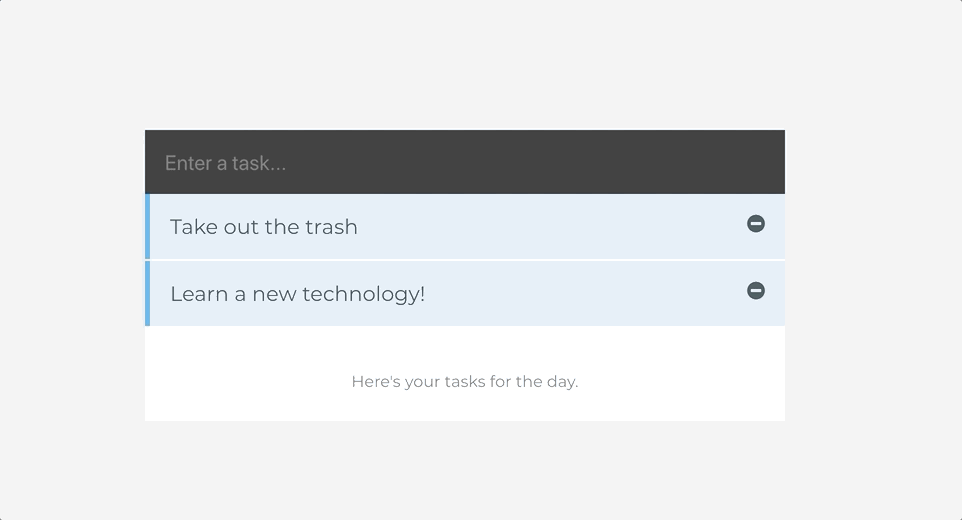 Enter a task...
Take out the trash
Learn a new technology!
Here's your tasks for the day.